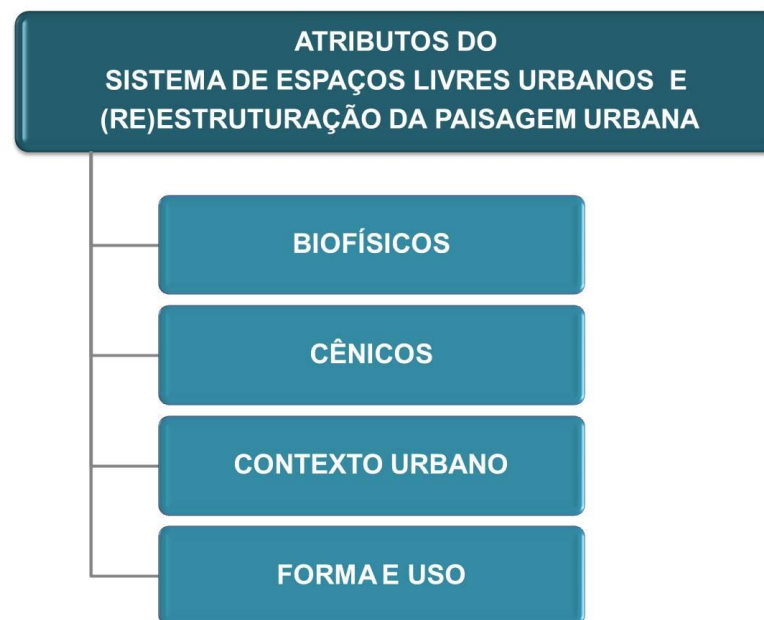 ATRIBUTOS DO
SISTEMA DE ESPAÇOS LIVRES URBANOS E
(RE)ESTRUTURAÇÃO DA PAISAGEM URBANA
BIOFÍSICOS
CÊNICOS
CONTEXTO URBANO
FORMA E USO